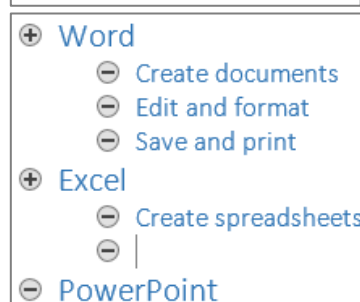 Word
Create documents
Edit and format
Save and print
Excel
Create spreadsheets
PowerPoint